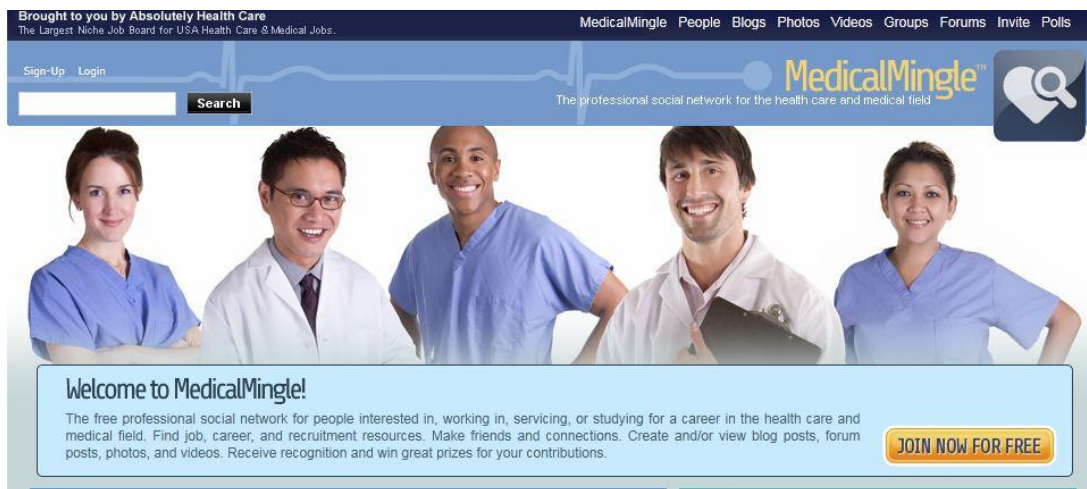 Brought to you by Absolutely Health Care
The Largest Niche Job Board for USA Health Care & Medical Jobs.
MedicalMingle People Blogs Photos Videos Groups Forums Invite Polls
Sign-Up Login
Search
MedicalMingle™
The professional social network for the health care and medical field
Welcome to MedicalMingle!
The free professional social network for people interested in, working in, servicing, or studying for a career in the health care and
medical field. Find job, career, and recruitment resources. Make friends and connections. Create and/or view blog posts, forum
posts, photos, and videos. Receive recognition and win great prizes for your contributions.
JOIN NOW FOR FREE